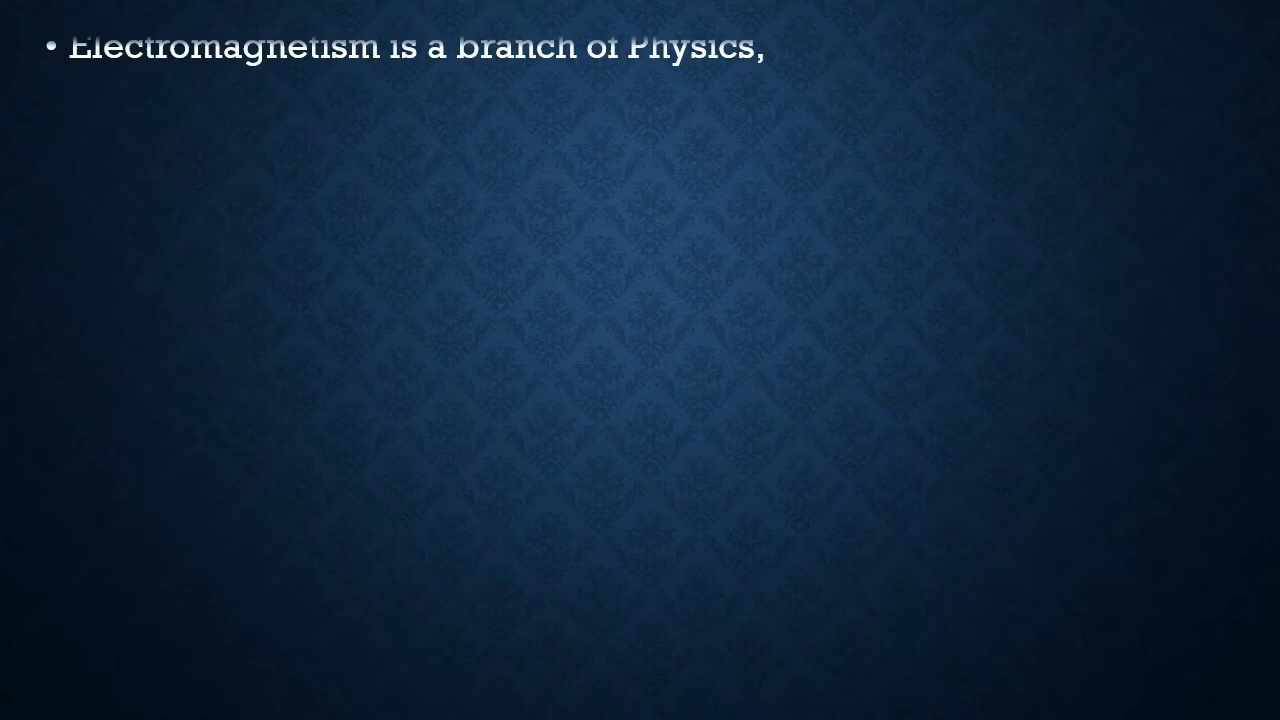 • Electromagnetism is a branch of Physics,